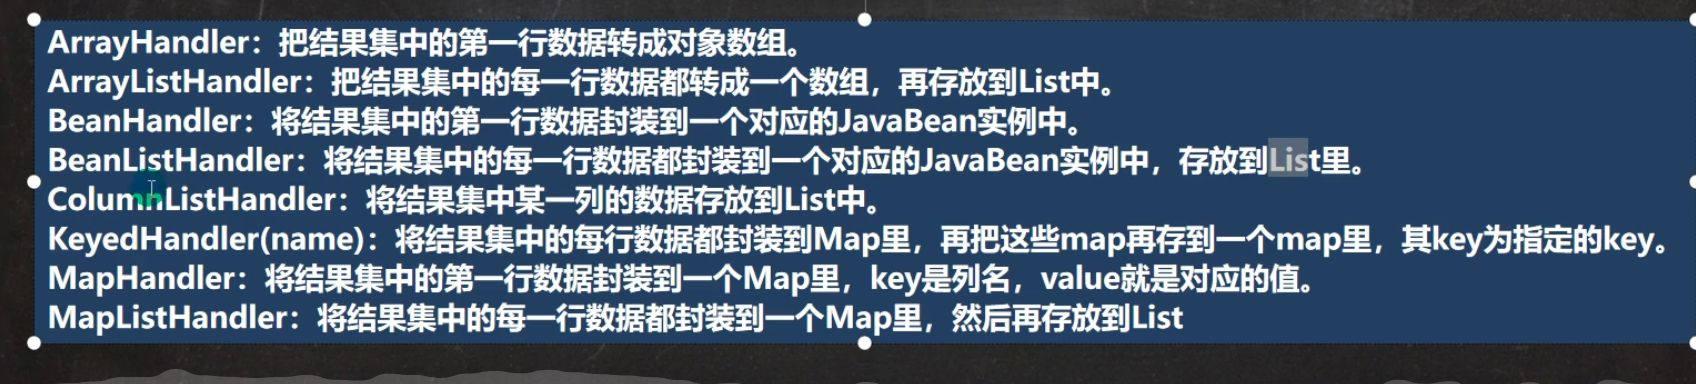 ArrayHandler：把结果集中的第一行数据转成对象数组。
ArrayListHandler：把结果集中的每一行数据都转成一个数组，再存放到List中。
BeanHandler：将结果集中的第一行数据封装到一个对应的JavaBean实例中。
BeanListHandler：将结果集中的每一行数据都封装到一个对应的JavaBean实例中，存放到List里。
ColumnListHandler：将结果集中某一列的数据存放到List中。
KeyedHandler(name)：将结果集中的每行数据都封装到Map里，再把这些map再存到一个map里，其key为指定的key。
MapHandler：将结果集中的第一行数据封装到一个Map里，key是列名，value就是对应的值。
MapListHandler：将结果集中的每一行数据都封装到一个Map里，然后再存放到List